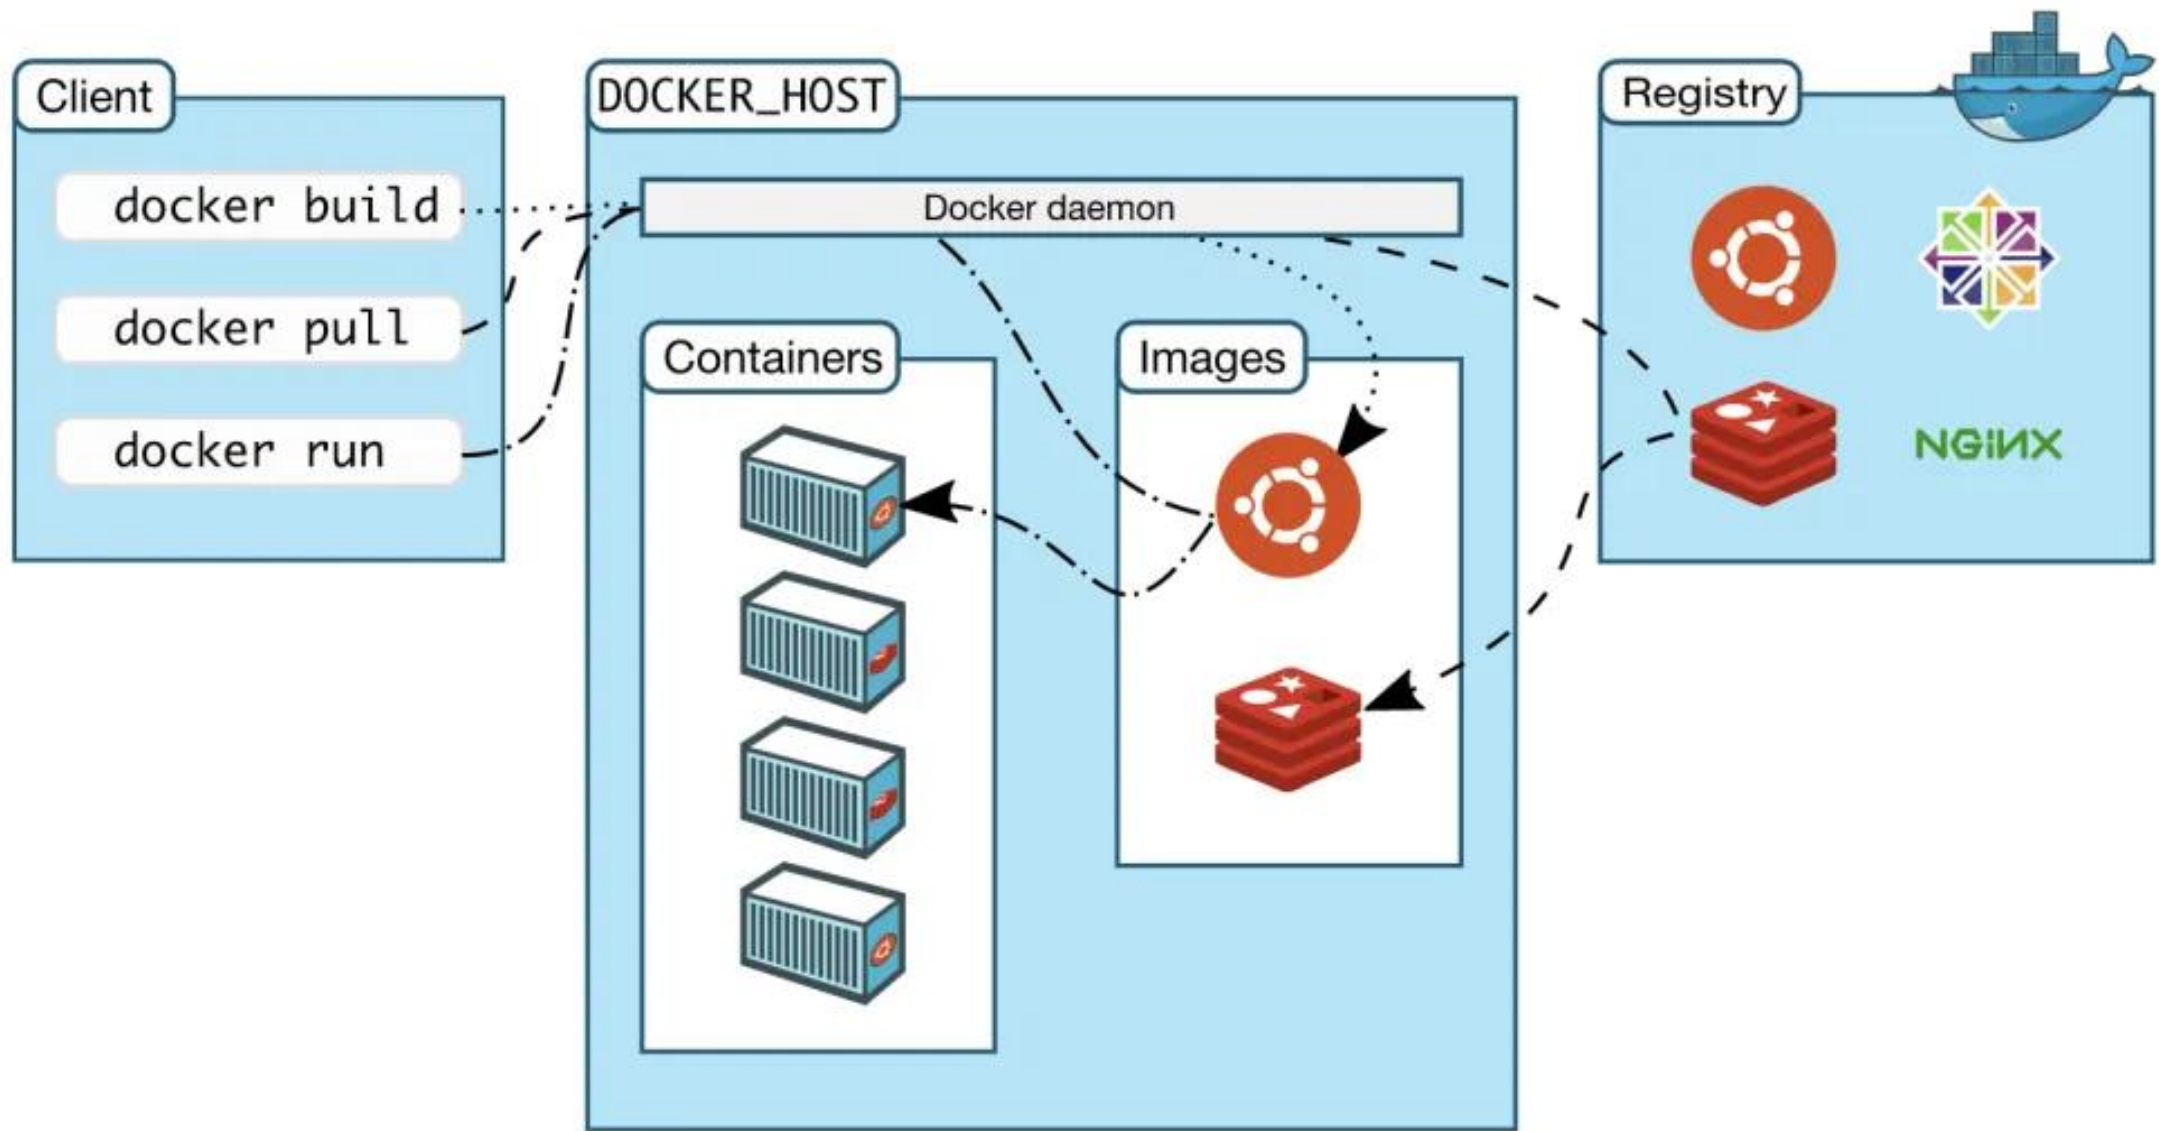 Client
docker build
docker pull
docker run
DOCKER_HOST
Docker daemon
Containers
Images
Registry
NGiNX